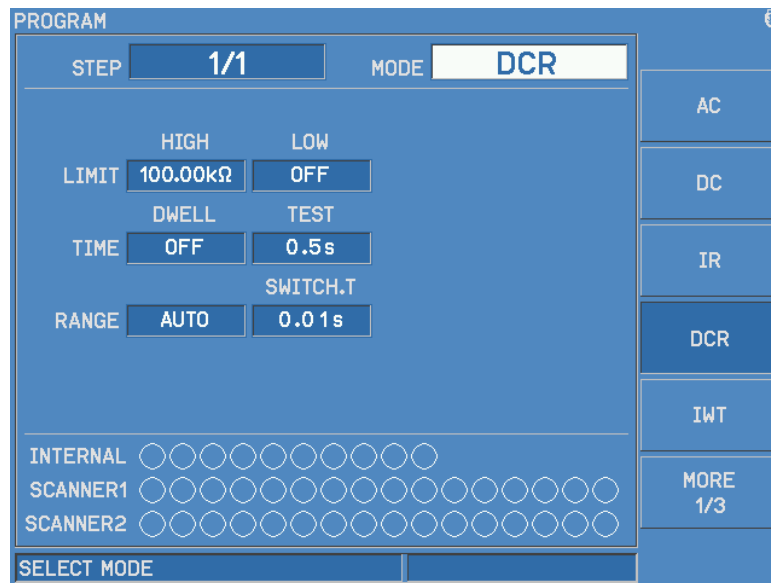 PROGRAM
STEP 1/1 MODE DCR
HIGH LOW
LIMIT 100.00kΩ OFF
DWELL TEST
TIME OFF 0.5s
SWITCH.T
RANGE AUTO 0.01s
INTERNAL
SCANNER1
SCANNER2
SELECT MODE
AC
DC
IR
DCR
IWT
MORE
1/3